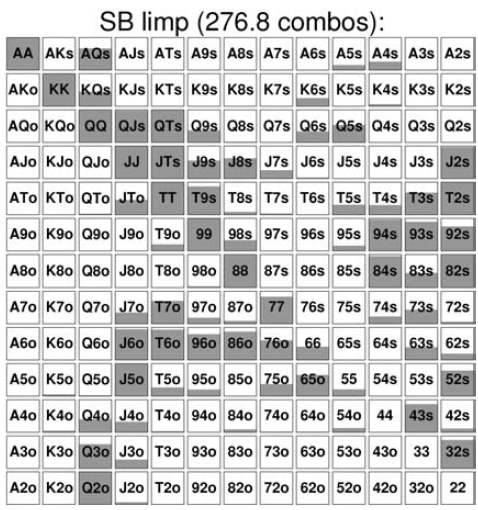 SB limp (276.8 combos):
AA AKs AQs AJs ATs A9s A8s A7s A6s A5s A4s A3s A2s
AKo KK KQs KJs KTs K9s K8s K7s K6s K5s K4s K3s K2s
AQo KQo QQ QJs QTs Q9s Q8s Q7s Q6s Q5s Q4s Q3s Q2s
AJo KJo QJo JJ JTs J9s J8s J7s J6s J5s J4s J3s J2s
ATo KTo QTo JTo TT T9s T8s T7s T6s T5s T4s T3s T2s
A9o K9o Q9o J9o T9o 99 98s 97s 96s 95s 94s 93s 92s
A8o K8o Q8o J8o T8o 98o 88 87s 86s 85s 84s 83s 82s
A7o K7o Q7o J7o T7o 97o 87o 77 76s 75s 74s 73s 72s
A6o K6o Q6o J6o T6o 96o 86o 76o 66 65s 64s 63s 62s
A5o K5o Q5o J5o T5o 95o 85o 75o 65o 55 54s 53s 52s
A4o K4o Q4o J4o T4o 94o 84o 74o 64o 54o 44 43s 42s
A3o K3o Q3o J3o T3o 93o 83o 73o 63o 53o 43o 33 32s
A2o K2o Q2o J2o T2o 92o 82o 72o 62o 52o 42o 32o 22